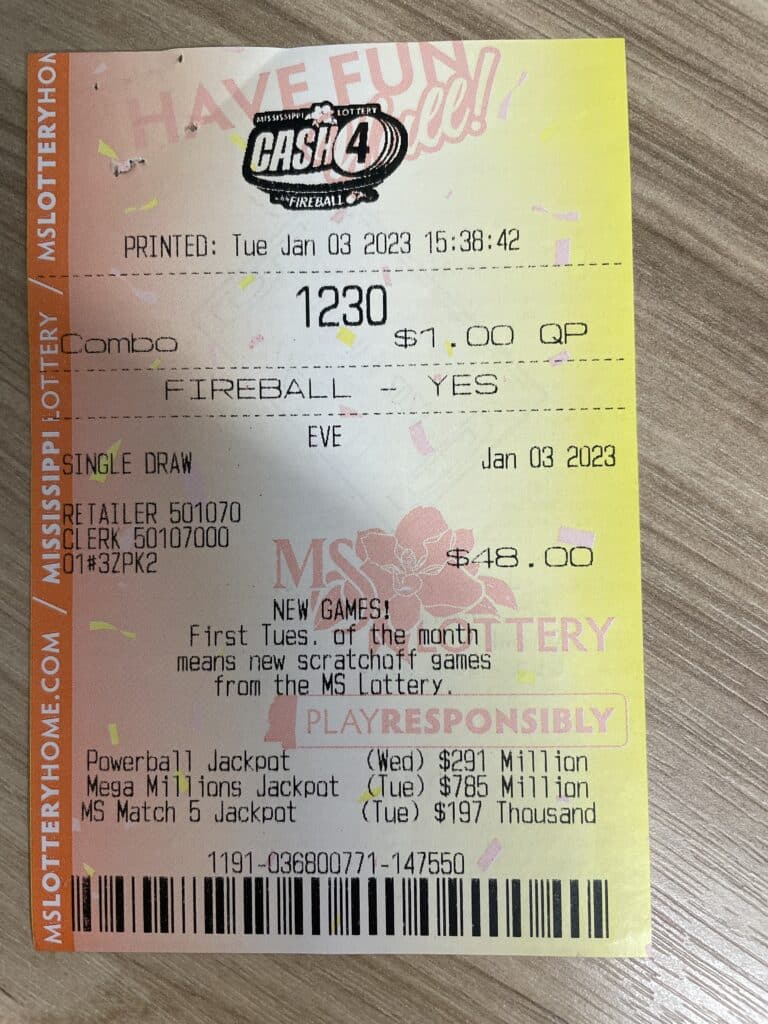 HAVE FUN
y'all!
MISSISSIPPI LOTTERY
CASH 4
FIREBALL
PRINTED: Tue Jan 03 2023 15:38:42
1230
Combo $1.00 QP
FIREBALL - YES
EVE
SINGLE DRAW Jan 03 2023
RETAILER 501070
CLERK 50107000
01#3ZPK2
$48.00
MS LOTTERY
NEW GAMES!
First Tues. of the month
means new scratchoff games
from the MS Lottery.
PLAY RESPONSIBLY
Powerball Jackpot (Wed) $291 Million
Mega Millions Jackpot (Tue) $785 Million
MS Match 5 Jackpot (Tue) $197 Thousand
1191-036800771-147550
MSLOTTERYHOME.COM / MISSISSIPPI LOTTERY / MSLOTTERYHOM